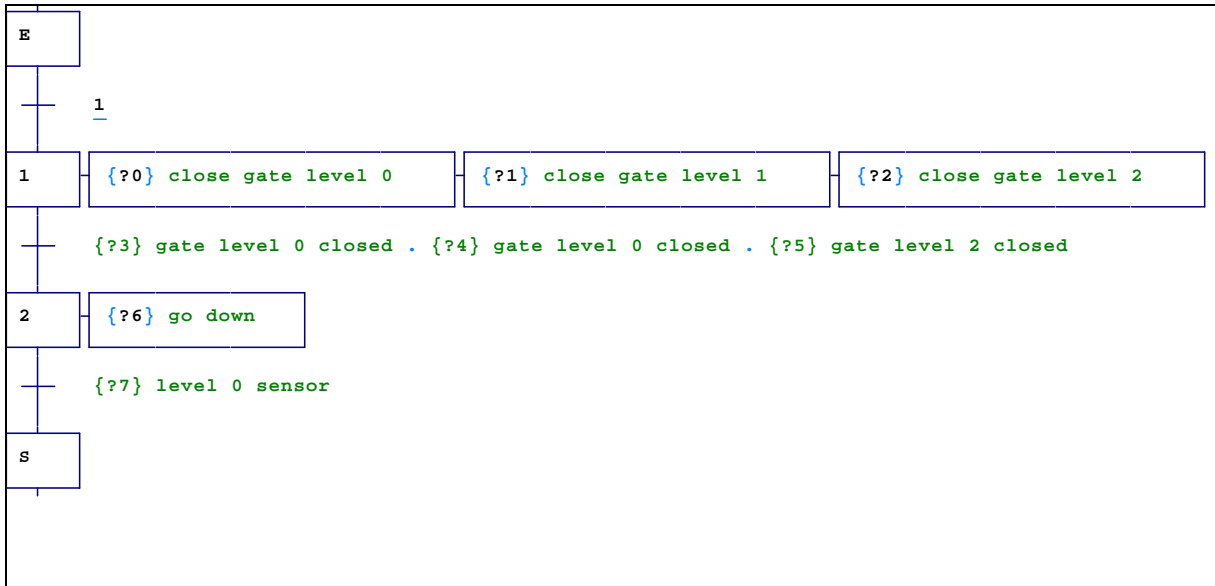 E
1
1 {?0} close gate level 0 {?1} close gate level 1 {?2} close gate level 2
{?3} gate level 0 closed . {?4} gate level 0 closed . {?5} gate level 2 closed
2 {?6} go down
{?7} level 0 sensor
S